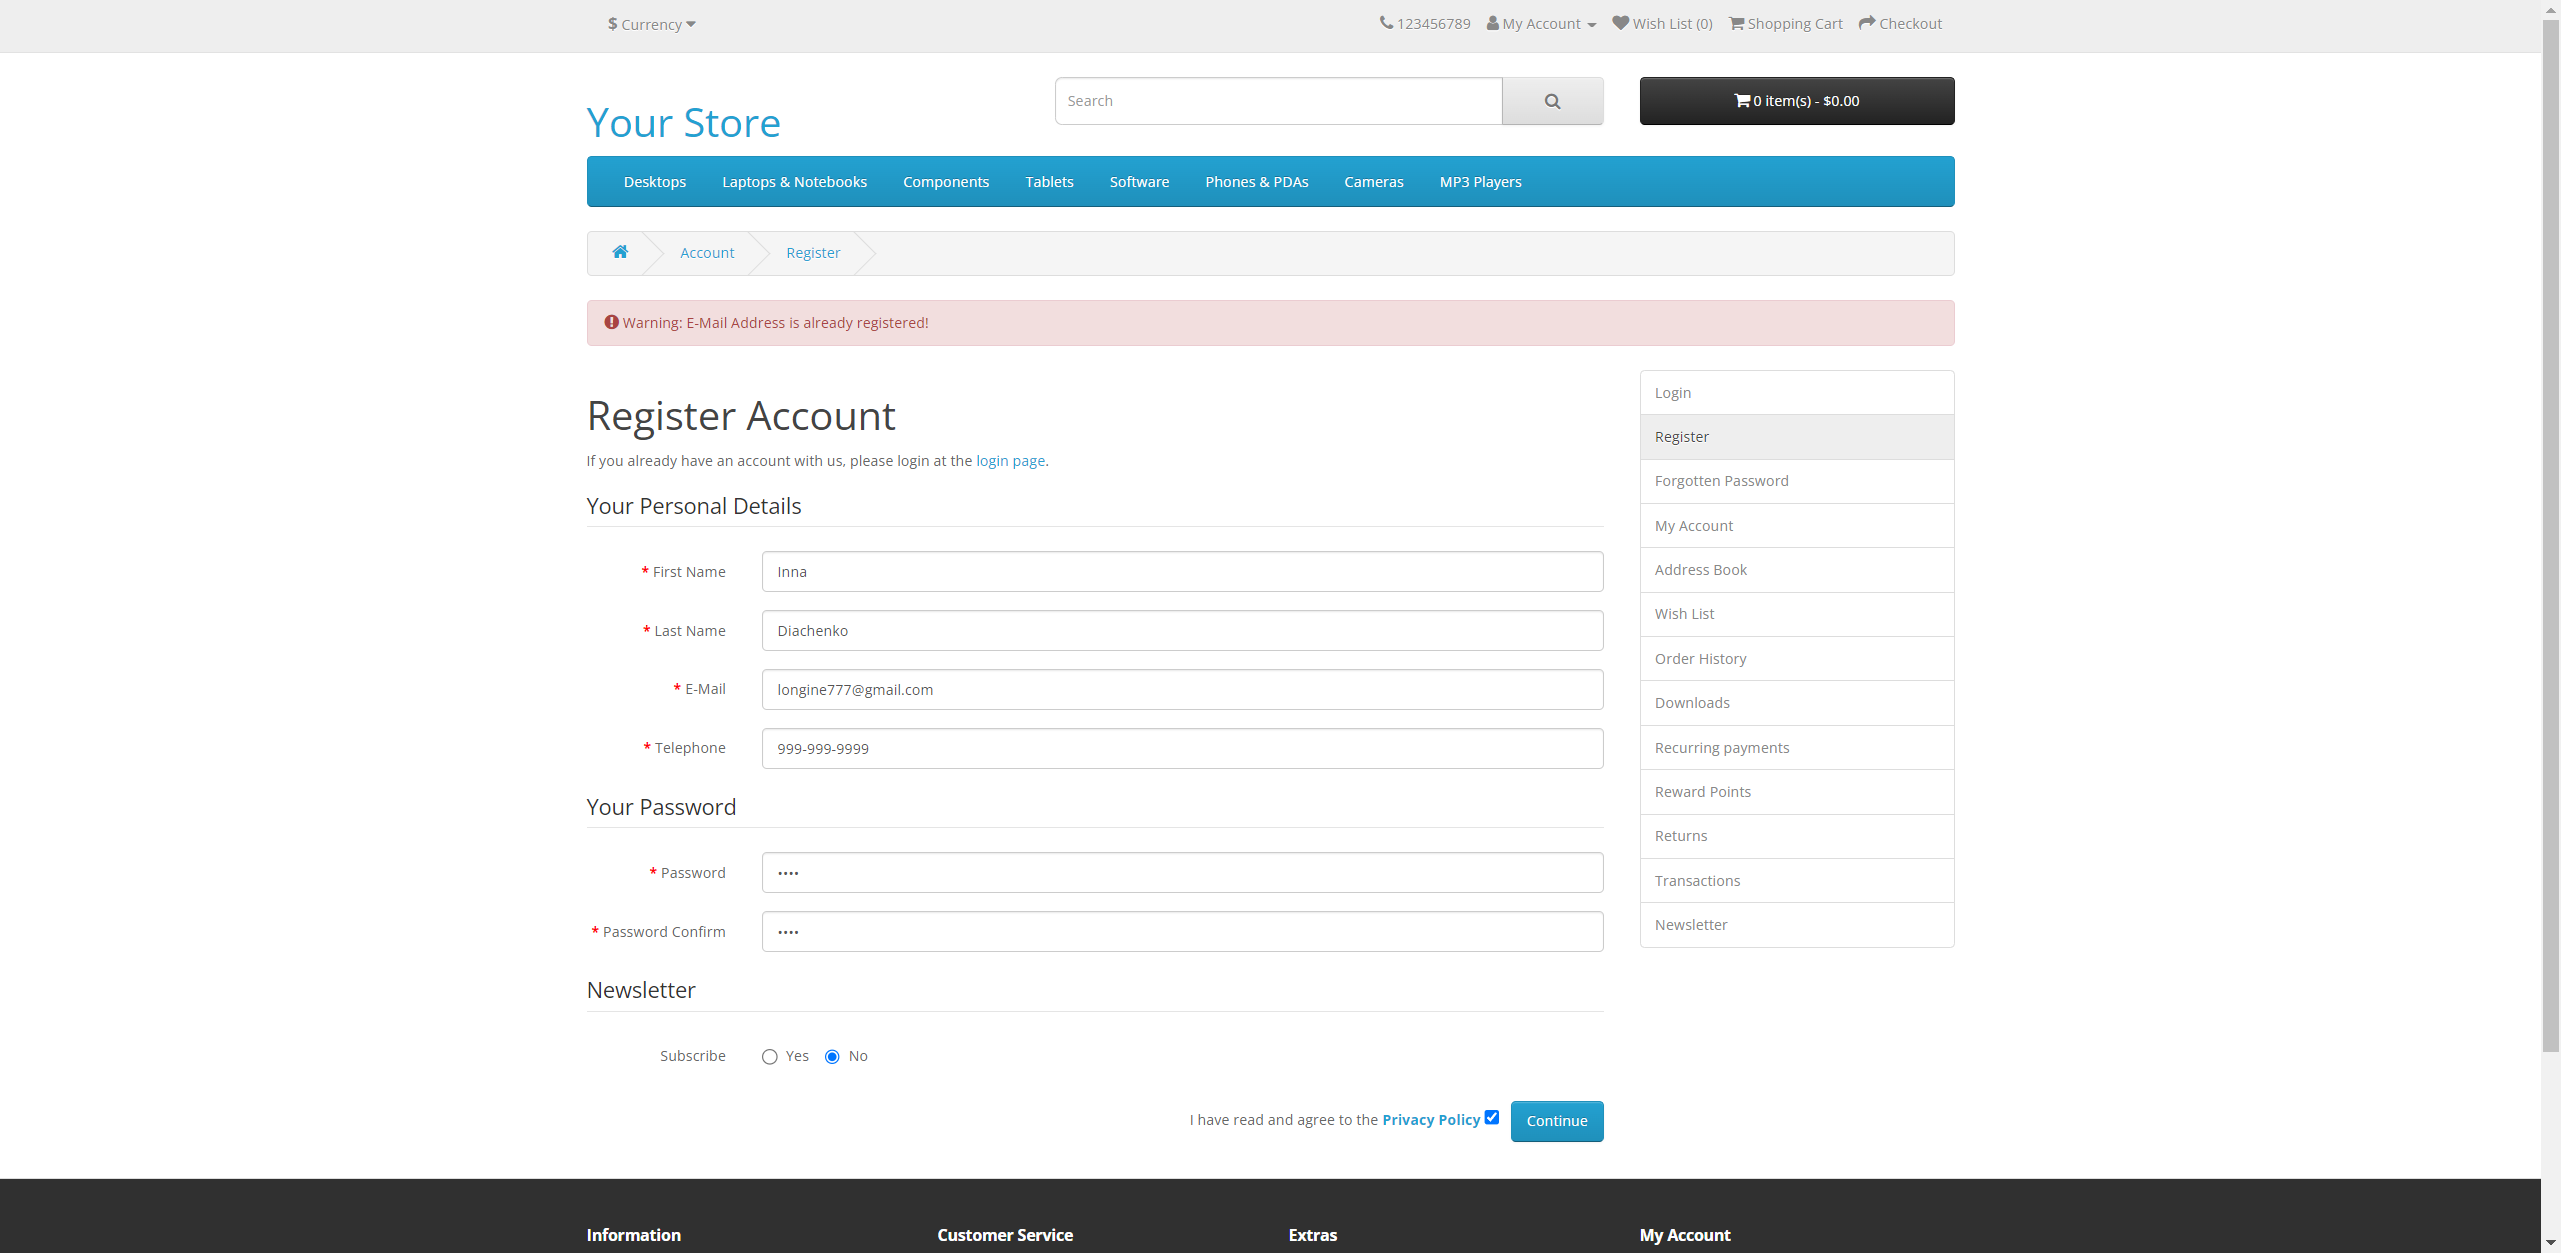 $ Currency
123456789 My Account Wish List (0) Shopping Cart Checkout
Your Store
Search
0 item(s) - $0.00
Desktops Laptops & Notebooks Components Tablets Software Phones & PDAs Cameras MP3 Players
Account Register
Warning: E-Mail Address is already registered!
Register Account
If you already have an account with us, please login at the login page.
Your Personal Details
* First Name Inna
* Last Name Diachenko
* E-Mail longine777@gmail.com
* Telephone 999-999-9999
Your Password
* Password ••••
* Password Confirm ••••
Newsletter
Subscribe Yes No
I have read and agree to the Privacy Policy Continue
Login
Register
Forgotten Password
My Account
Address Book
Wish List
Order History
Downloads
Recurring payments
Reward Points
Returns
Transactions
Newsletter
Information Customer Service Extras My Account